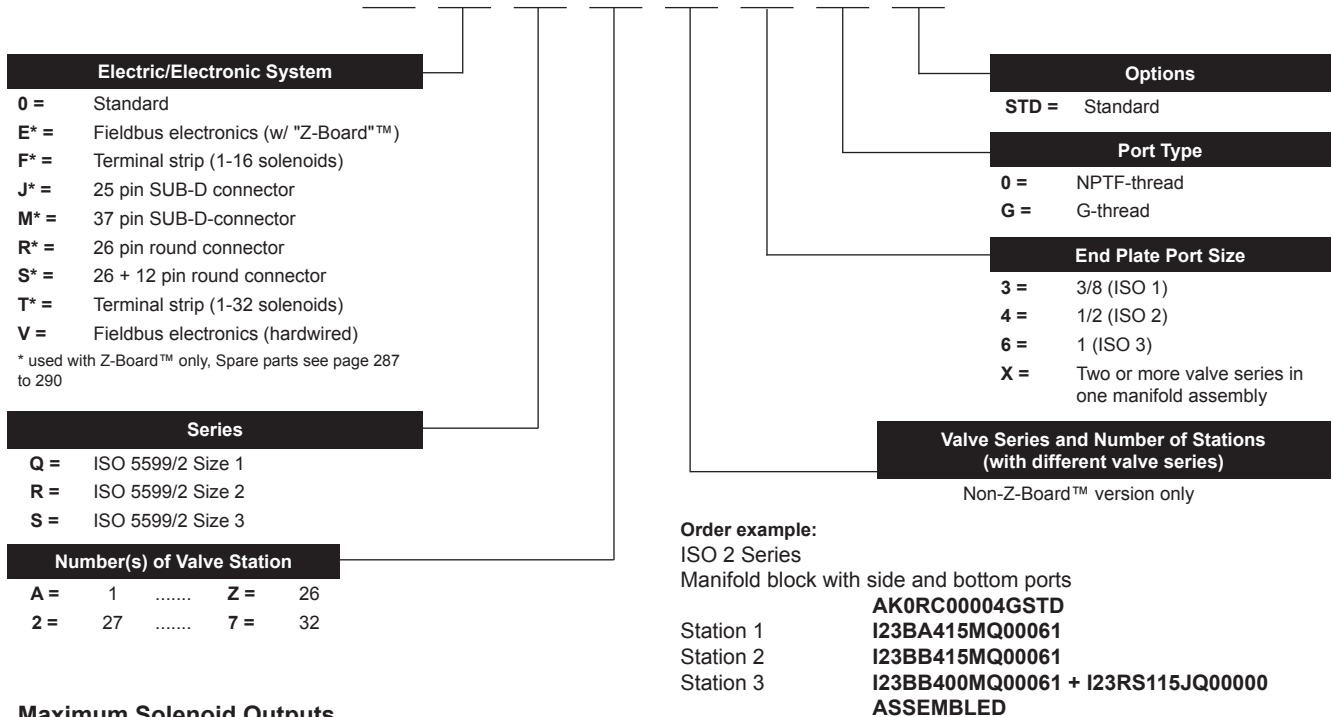 Electric/Electronic System
0 = Standard
E* = Fieldbus electronics (w/ "Z-Board"™)
F* = Terminal strip (1-16 solenoids)
J* = 25 pin SUB-D connector
M* = 37 pin SUB-D-connector
R* = 26 pin round connector
S* = 26 + 12 pin round connector
T* = Terminal strip (1-32 solenoids)
V = Fieldbus electronics (hardwired)
* used with Z-Board™ only, Spare parts see page 287
to 290
Series
Q = ISO 5599/2 Size 1
R = ISO 5599/2 Size 2
S = ISO 5599/2 Size 3
Number(s) of Valve Station
A = 1 ....... Z = 26
2 = 27 ....... 7 = 32
Maximum Solenoid Outputs
Options
STD = Standard
Port Type
0 = NPTF-thread
G = G-thread
End Plate Port Size
3 = 3/8 (ISO 1)
4 = 1/2 (ISO 2)
6 = 1 (ISO 3)
X = Two or more valve series in
one manifold assembly
Valve Series and Number of Stations
(with different valve series)
Non-Z-Board™ version only
Order example:
ISO 2 Series
Manifold block with side and bottom ports
AK0RC00004GSTD
Station 1 I23BA415MQ00061
Station 2 I23BB415MQ00061
Station 3 I23BB400MQ00061 + I23RS115JQ00000
ASSEMBLED